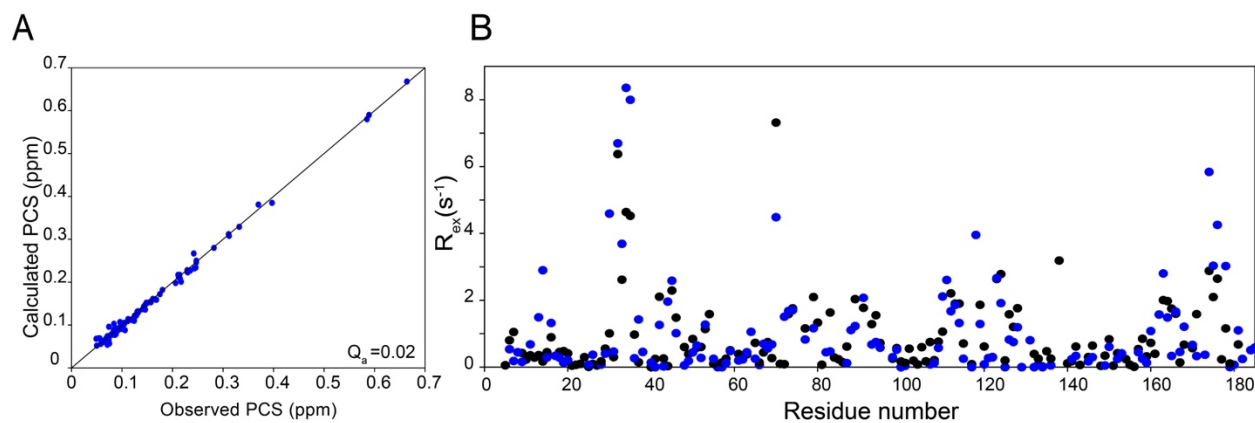 A
B
0.7
0.6
0.5
0.4
0.3
0.2
0.1
0
Calculated PCS (ppm)
Qa=0.02
0 0.1 0.2 0.3 0.4 0.5 0.6 0.7
Observed PCS (ppm)
8
6
4
2
0
Rex(s-1)
0 20 40 60 80 100 120 140 160 180
Residue number